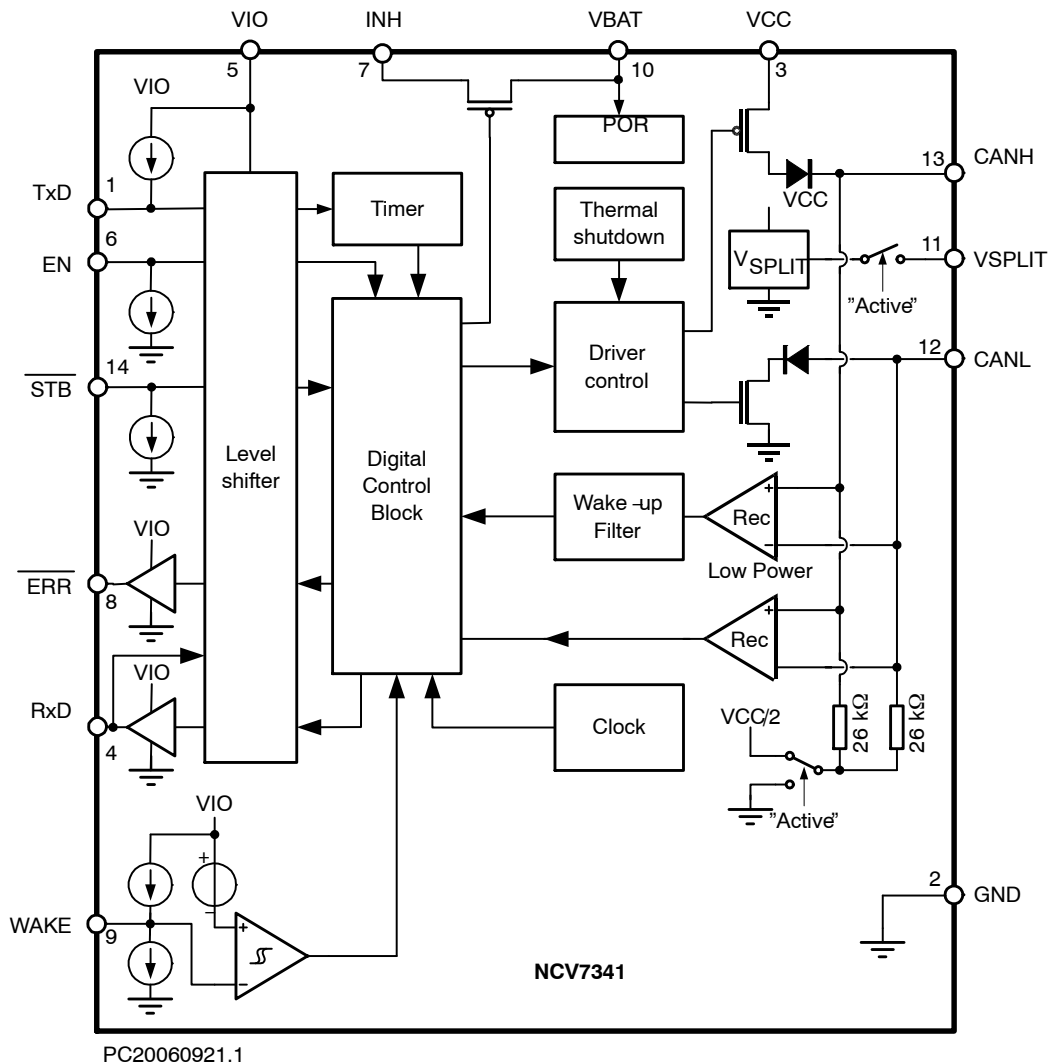 VIO
INH
VBAT
VCC
5
7
10
3
VIO
POR
13
CANH
VCC
TxD
1
Timer
Thermal
shutdown
11
VSPLIT
VSPLIT
"Active"
6
EN
14
STB
Driver
control
12
CANL
Level
shifter
Digital
Control
Block
Wake-up
Filter
+
Rec
−
Low Power
VIO
ERR
8
+
Rec
−
VIO
RxD
4
Clock
VCC/2
26 kΩ
26 kΩ
"Active"
VIO
+
−
WAKE
9
+
−
2
GND
NCV7341
PC20060921.1